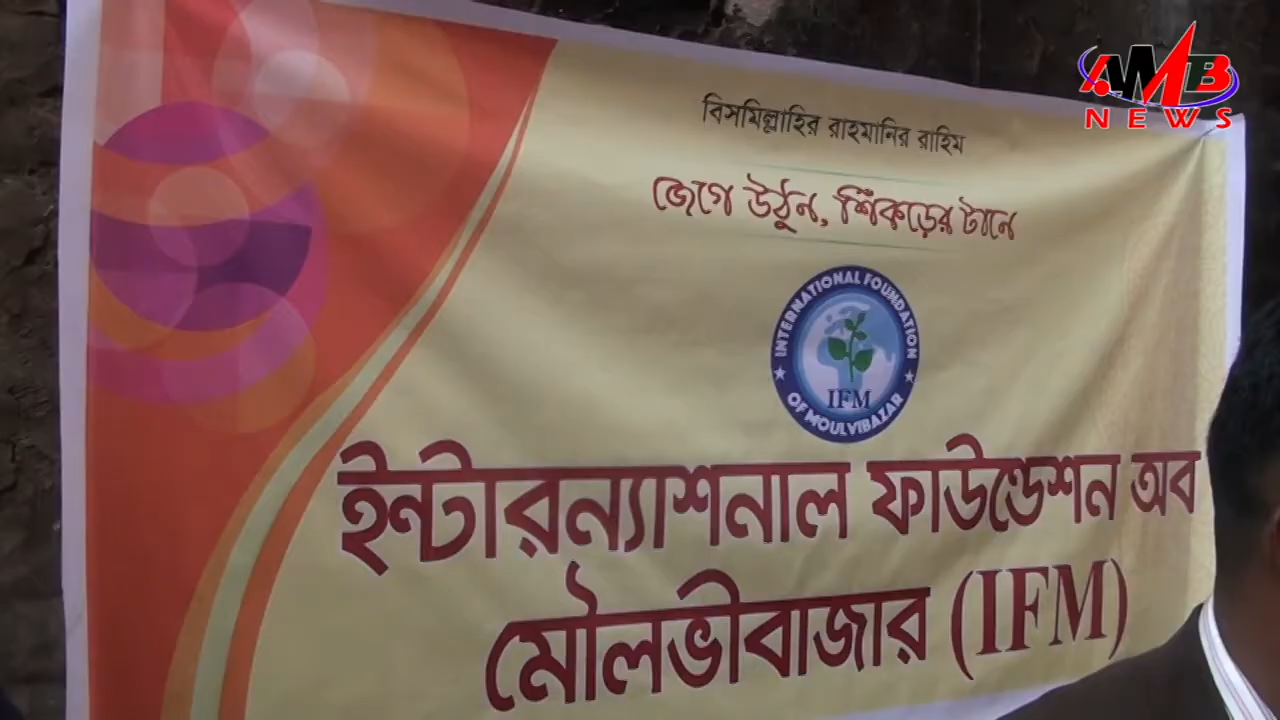 AMB
NEWS
বিসমিল্লাহির রাহমানির রাহিম
জেগে উঠুন, শিঁকড়ের টানে
INTERNATIONAL FOUNDATION
IFM
OF MOULVIBAZAR
ইন্টারন্যাশনাল ফাউন্ডেশন অব
মৌলভীবাজার (IFM)